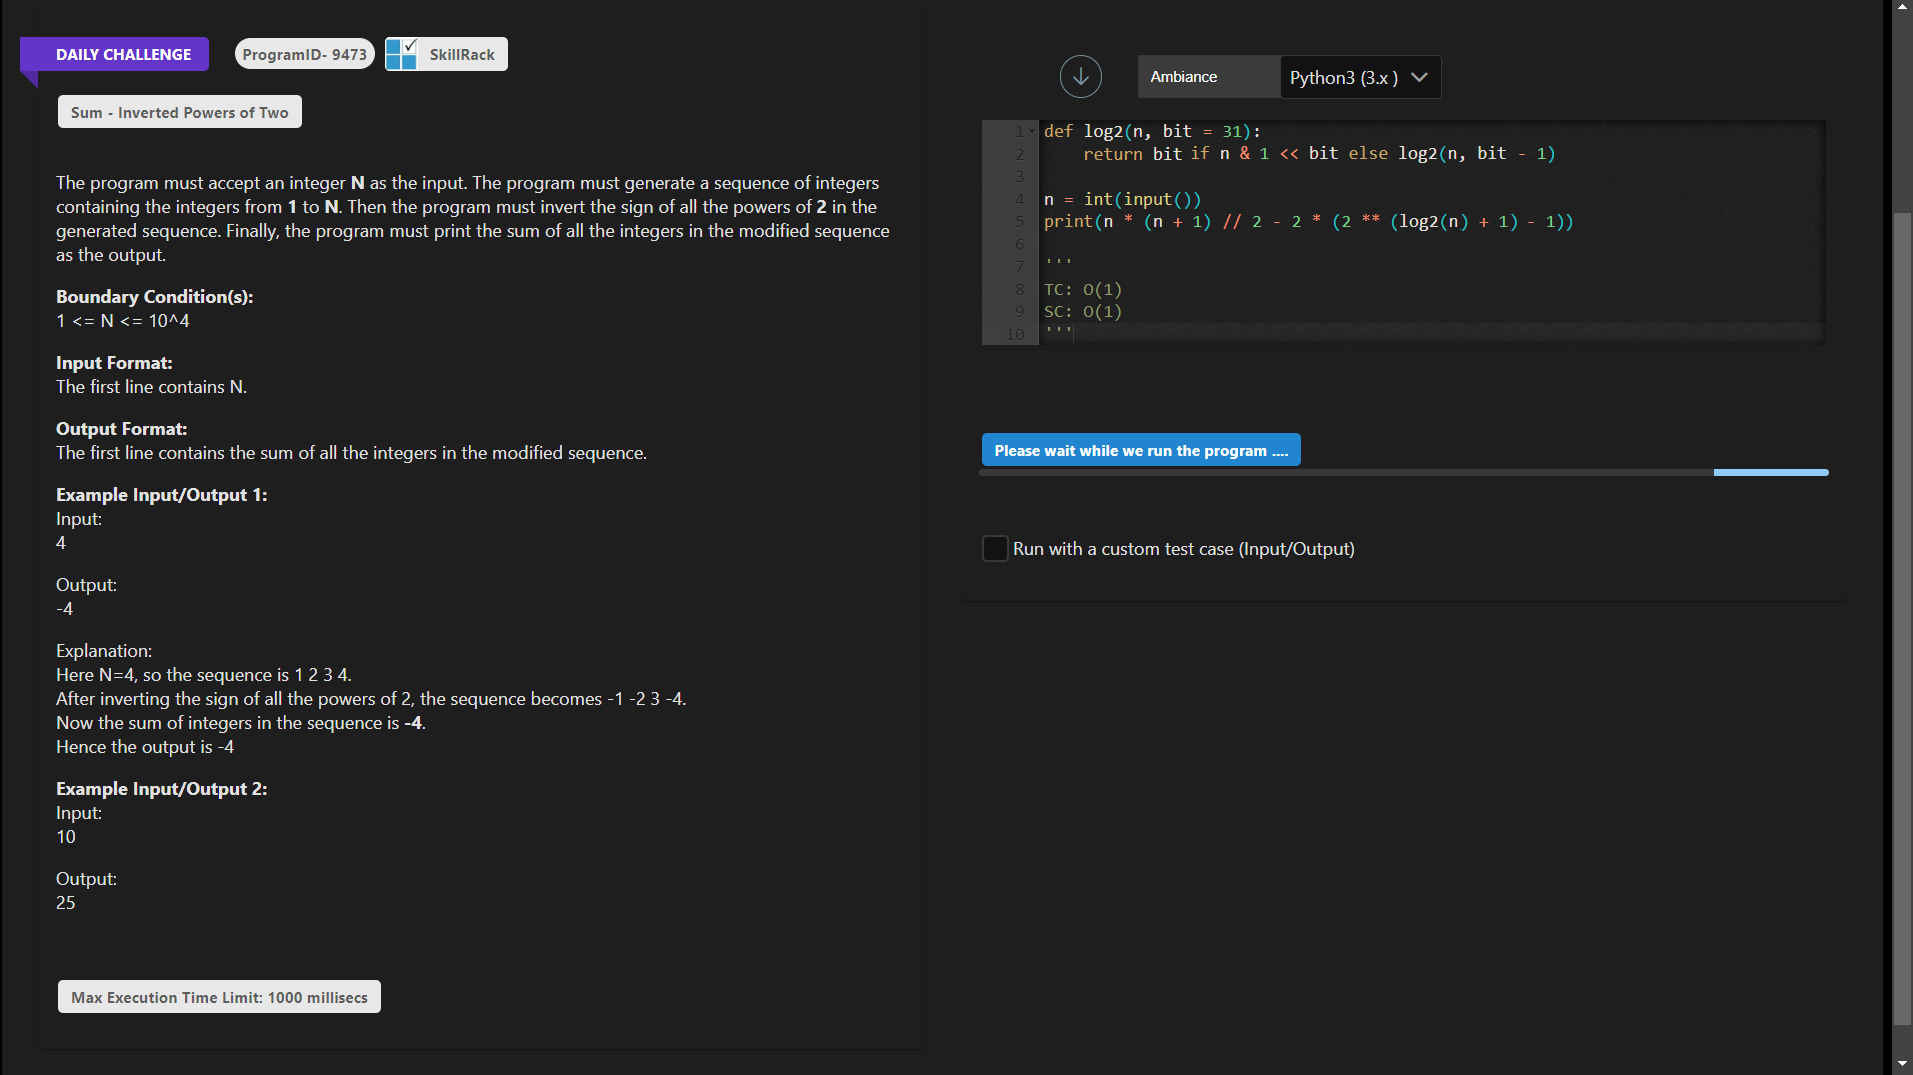 DAILY CHALLENGE
ProgramID- 9473
SkillRack
Sum - Inverted Powers of Two
The program must accept an integer N as the input. The program must generate a sequence of integers
containing the integers from 1 to N. Then the program must invert the sign of all the powers of 2 in the
generated sequence. Finally, the program must print the sum of all the integers in the modified sequence
as the output.
Boundary Condition(s):
1 <= N <= 10^4
Input Format:
The first line contains N.
Output Format:
The first line contains the sum of all the integers in the modified sequence.
Example Input/Output 1:
Input:
4
Output:
-4
Explanation:
Here N=4, so the sequence is 1 2 3 4.
After inverting the sign of all the powers of 2, the sequence becomes -1 -2 3 -4.
Now the sum of integers in the sequence is -4.
Hence the output is -4
Example Input/Output 2:
Input:
10
Output:
25
Max Execution Time Limit: 1000 millisecs
Ambiance
Python3 (3.x )
1 def log2(n, bit = 31):
2     return bit if n & 1 << bit else log2(n, bit - 1)
3
4 n = int(input())
5 print(n * (n + 1) // 2 - 2 * (2 ** (log2(n) + 1) - 1))
6
7 '''
8 TC: O(1)
9 SC: O(1)
10 '''
Please wait while we run the program ....
Run with a custom test case (Input/Output)